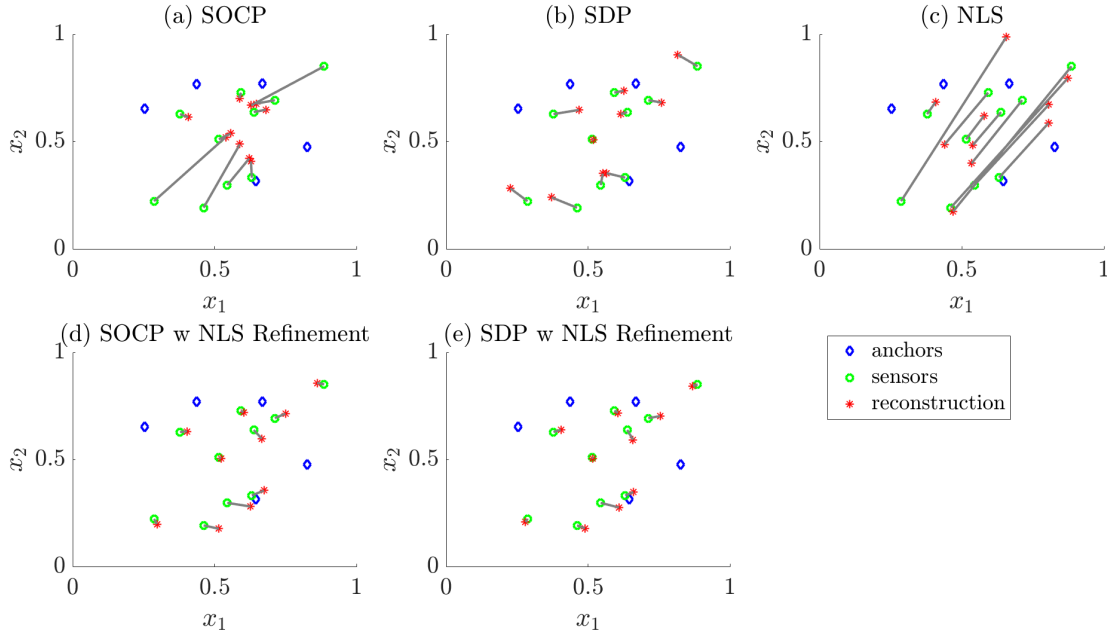 (a) SOCP
1
0.5
0
x2
0
0.5
1
x1
(b) SDP
1
0.5
0
x2
0
0.5
1
x1
(c) NLS
1
0.5
0
x2
0
0.5
1
x1
(d) SOCP w NLS Refinement
1
0.5
0
x2
0
0.5
1
x1
(e) SDP w NLS Refinement
1
0.5
0
x2
0
0.5
1
x1
anchors
sensors
reconstruction